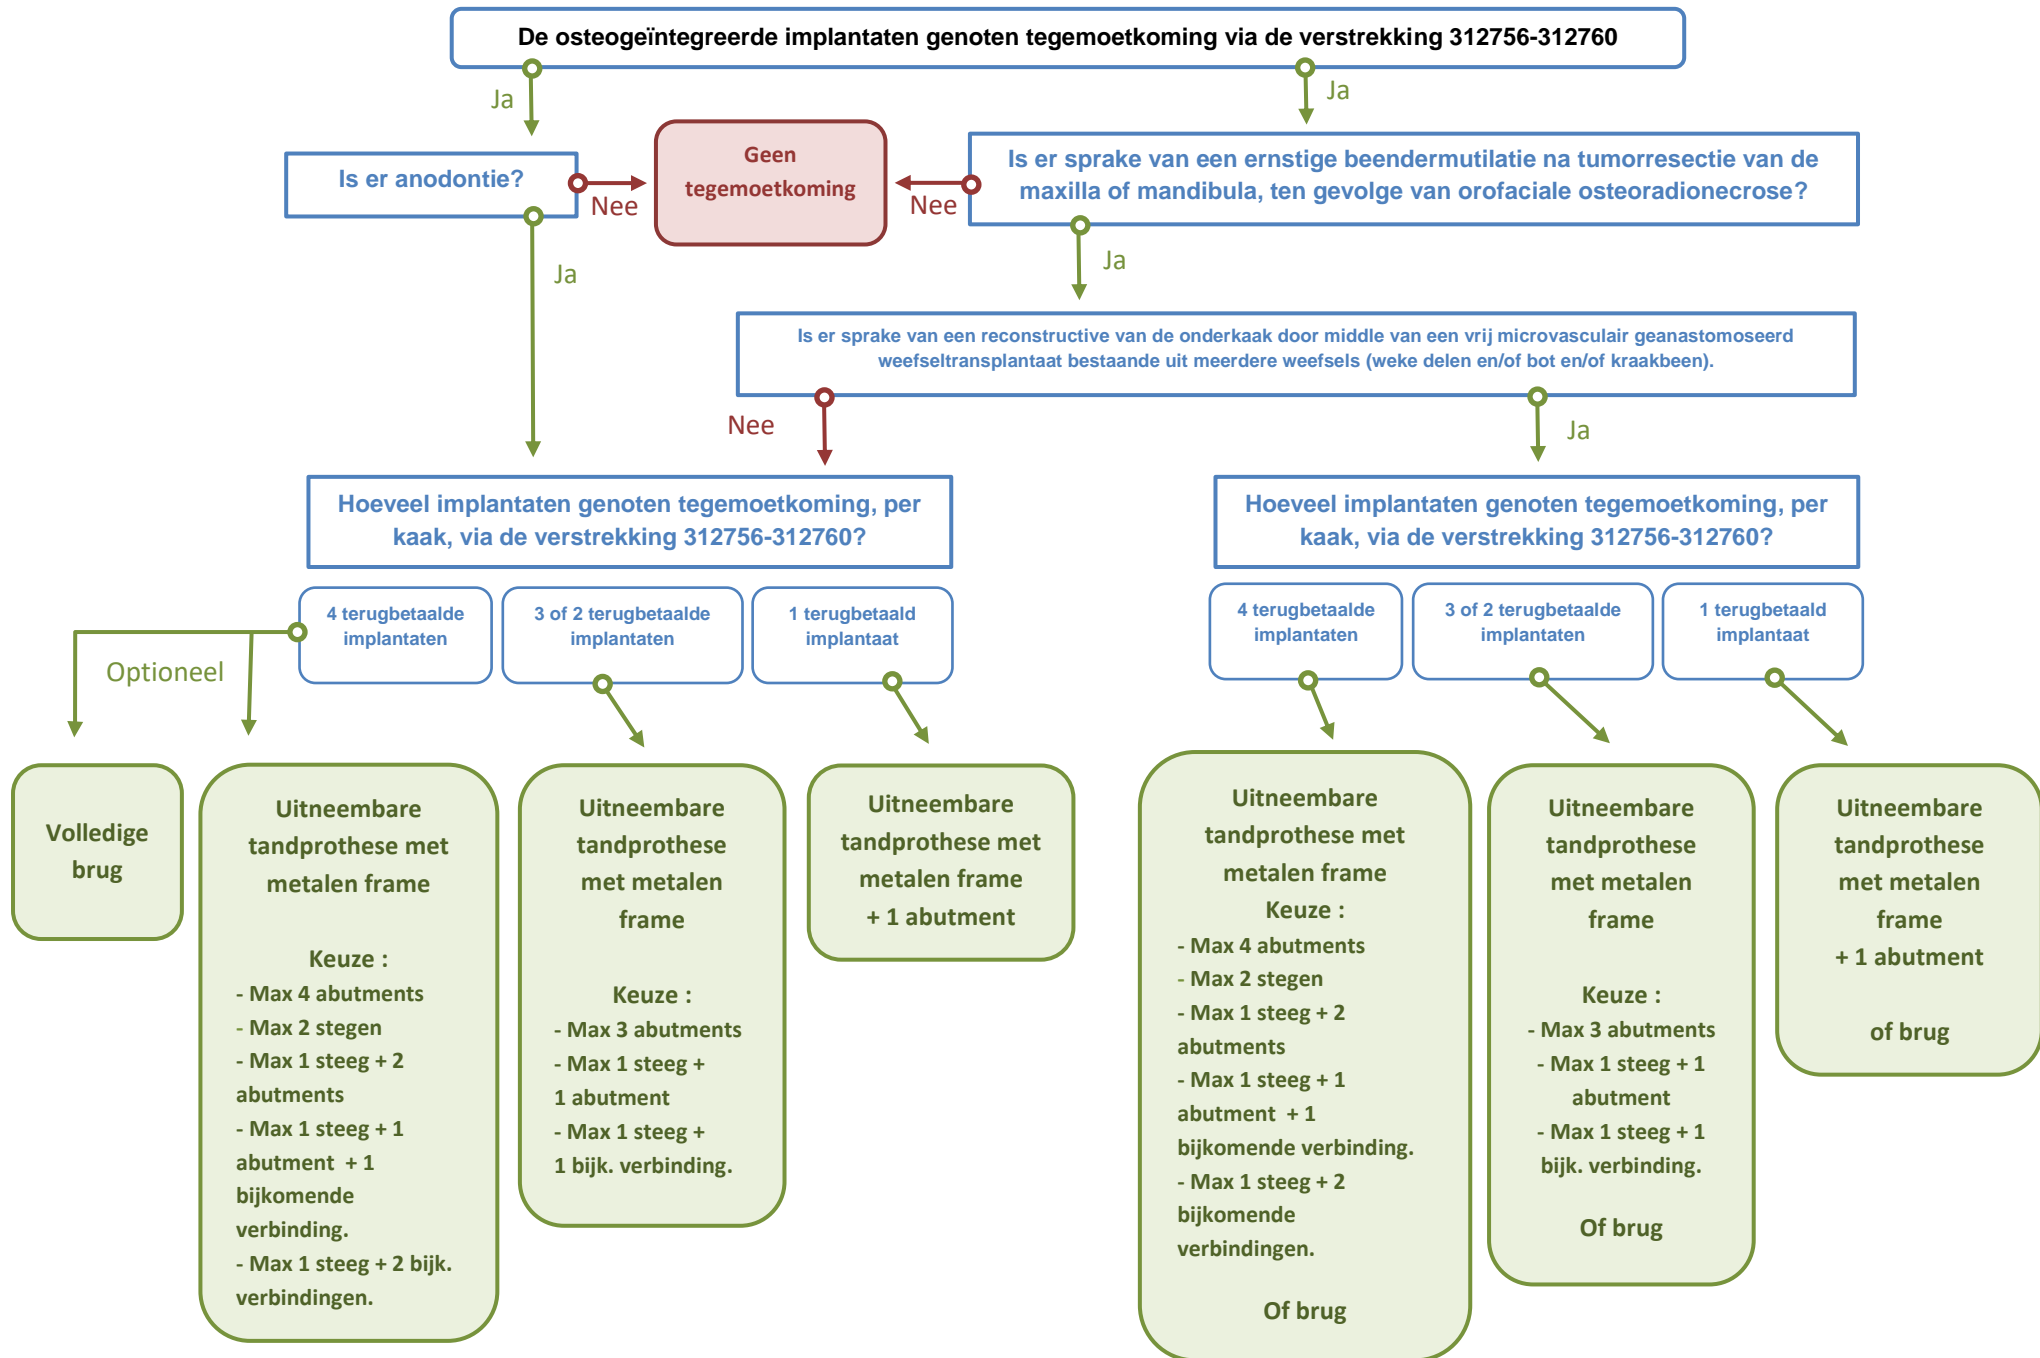 De osteogeïntegreerde implantaten genoten tegemoetkoming via de verstrekking 312756-312760
Ja
Ja
Is er anodontie?
Nee
Geen
tegemoetkoming
Nee
Is er sprake van een ernstige beendermutilatie na tumorresectie van de
maxilla of mandibula, ten gevolge van orofaciale osteoradionecrose?
Ja
Ja
Is er sprake van een reconstructive van de onderkaak door middle van een vrij microvasculair geanastomoseerd
weefseltransplantaat bestaande uit meerdere weefsels (weke delen en/of bot en/of kraakbeen).
Nee
Ja
Hoeveel implantaten genoten tegemoetkoming, per
kaak, via de verstrekking 312756-312760?
Hoeveel implantaten genoten tegemoetkoming, per
kaak, via de verstrekking 312756-312760?
4 terugbetaalde
implantaten
3 of 2 terugbetaalde
implantaten
1 terugbetaald
implantaat
4 terugbetaalde
implantaten
3 of 2 terugbetaalde
implantaten
1 terugbetaald
implantaat
Optioneel
Volledige
brug
Uitneembare
tandprothese met
metalen frame
Keuze :
- Max 4 abutments
- Max 2 stegen
- Max 1 steeg + 2
abutments
- Max 1 steeg + 1
abutment + 1
bijkomende
verbinding.
- Max 1 steeg + 2 bijk.
verbindingen.
Uitneembare
tandprothese
met metalen
frame
Keuze :
- Max 3 abutments
- Max 1 steeg +
1 abutment
- Max 1 steeg +
1 bijk. verbinding.
Uitneembare
tandprothese met
metalen frame
+ 1 abutment
Uitneembare
tandprothese met
metalen frame
Keuze :
- Max 4 abutments
- Max 2 stegen
- Max 1 steeg + 2
abutments
- Max 1 steeg + 1
abutment + 1
bijkomende verbinding.
- Max 1 steeg + 2
bijkomende
verbindingen.
Of brug
Uitneembare
tandprothese
met metalen
frame
Keuze :
- Max 3 abutments
- Max 1 steeg + 1
abutment
- Max 1 steeg + 1
bijk. verbinding.
Of brug
Uitneembare
tandprothese
met metalen
frame
+ 1 abutment
of brug